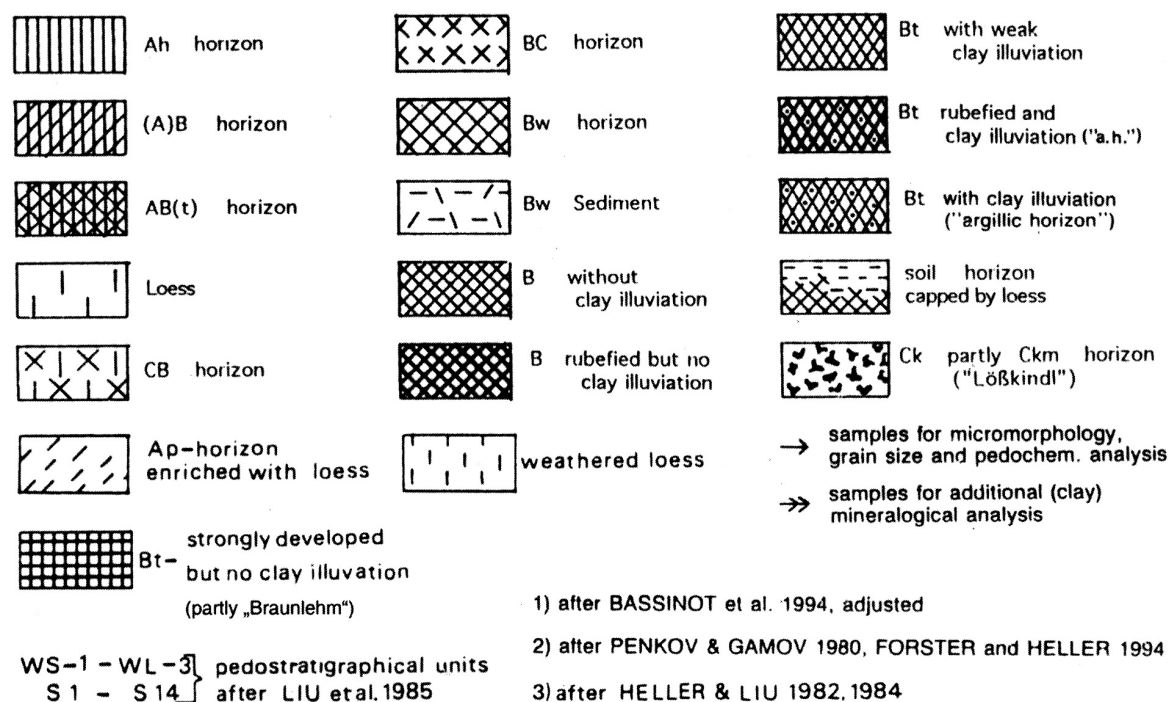 Ah horizon
(A)B horizon
AB(t) horizon
Loess
CB horizon
Ap-horizon
enriched with loess
Bt- strongly developed
but no clay illuvation
(partly „Braunlehm“)
WS-1 - WL-3
S1 - S14
} pedostratigraphical units
after LIU et al. 1985
BC horizon
Bw horizon
Bw Sediment
B without
clay illuviation
B rubefied but no
clay illuviation
weathered loess
Bt with weak
clay illuviation
Bt rubefied and
clay illuviation ("a.h.")
Bt with clay illuviation
("argillic horizon")
soil horizon
capped by loess
Ck partly Ckm horizon
("Lößkindl")
→ samples for micromorphology,
grain size and pedochem. analysis
↠ samples for additional (clay)
mineralogical analysis
1) after BASSINOT et al. 1994, adjusted
2) after PENKOV & GAMOV 1980, FORSTER and HELLER 1994
3) after HELLER & LIU 1982, 1984